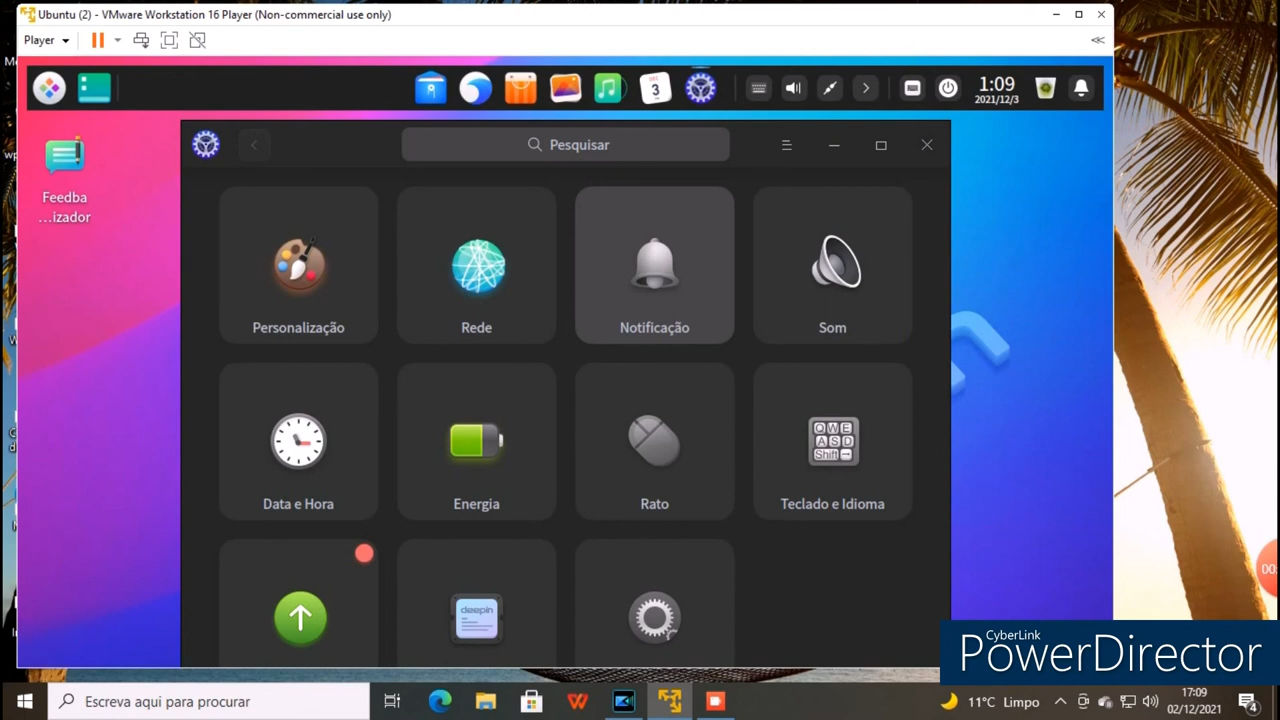 Ubuntu (2) - VMware Workstation 16 Player (Non-commercial use only)
Player
3
1:09
2021/12/3
Feedba
...izador
Pesquisar
Personalização
Rede
Notificação
Som
Data e Hora
Energia
Rato
Q W E
A S D
Shift
Teclado e Idioma
deepin
CyberLink
PowerDirector
Escreva aqui para procurar
W
11°C Limpo
17:09
02/12/2021
4